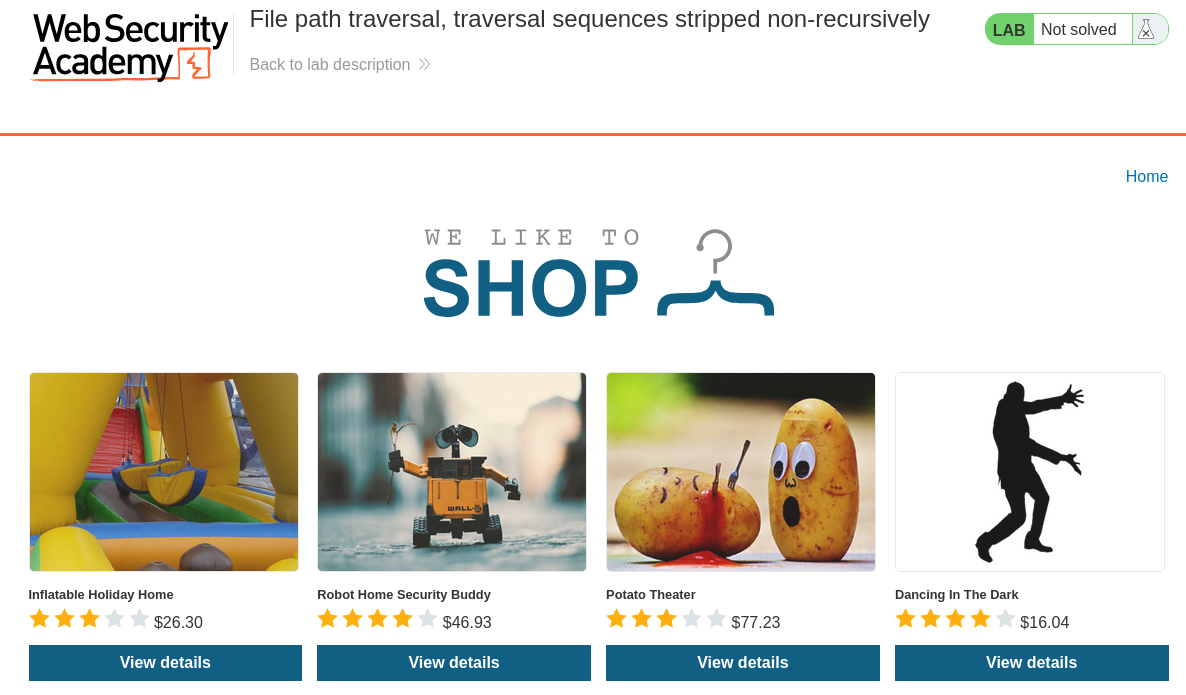 Web Security
Academy
File path traversal, traversal sequences stripped non-recursively
Back to lab description
LAB Not solved
Home
WE LIKE TO
SHOP
WALL-E
Inflatable Holiday Home
Robot Home Security Buddy
Potato Theater
Dancing In The Dark
$26.30
$46.93
$77.23
$16.04
View details
View details
View details
View details